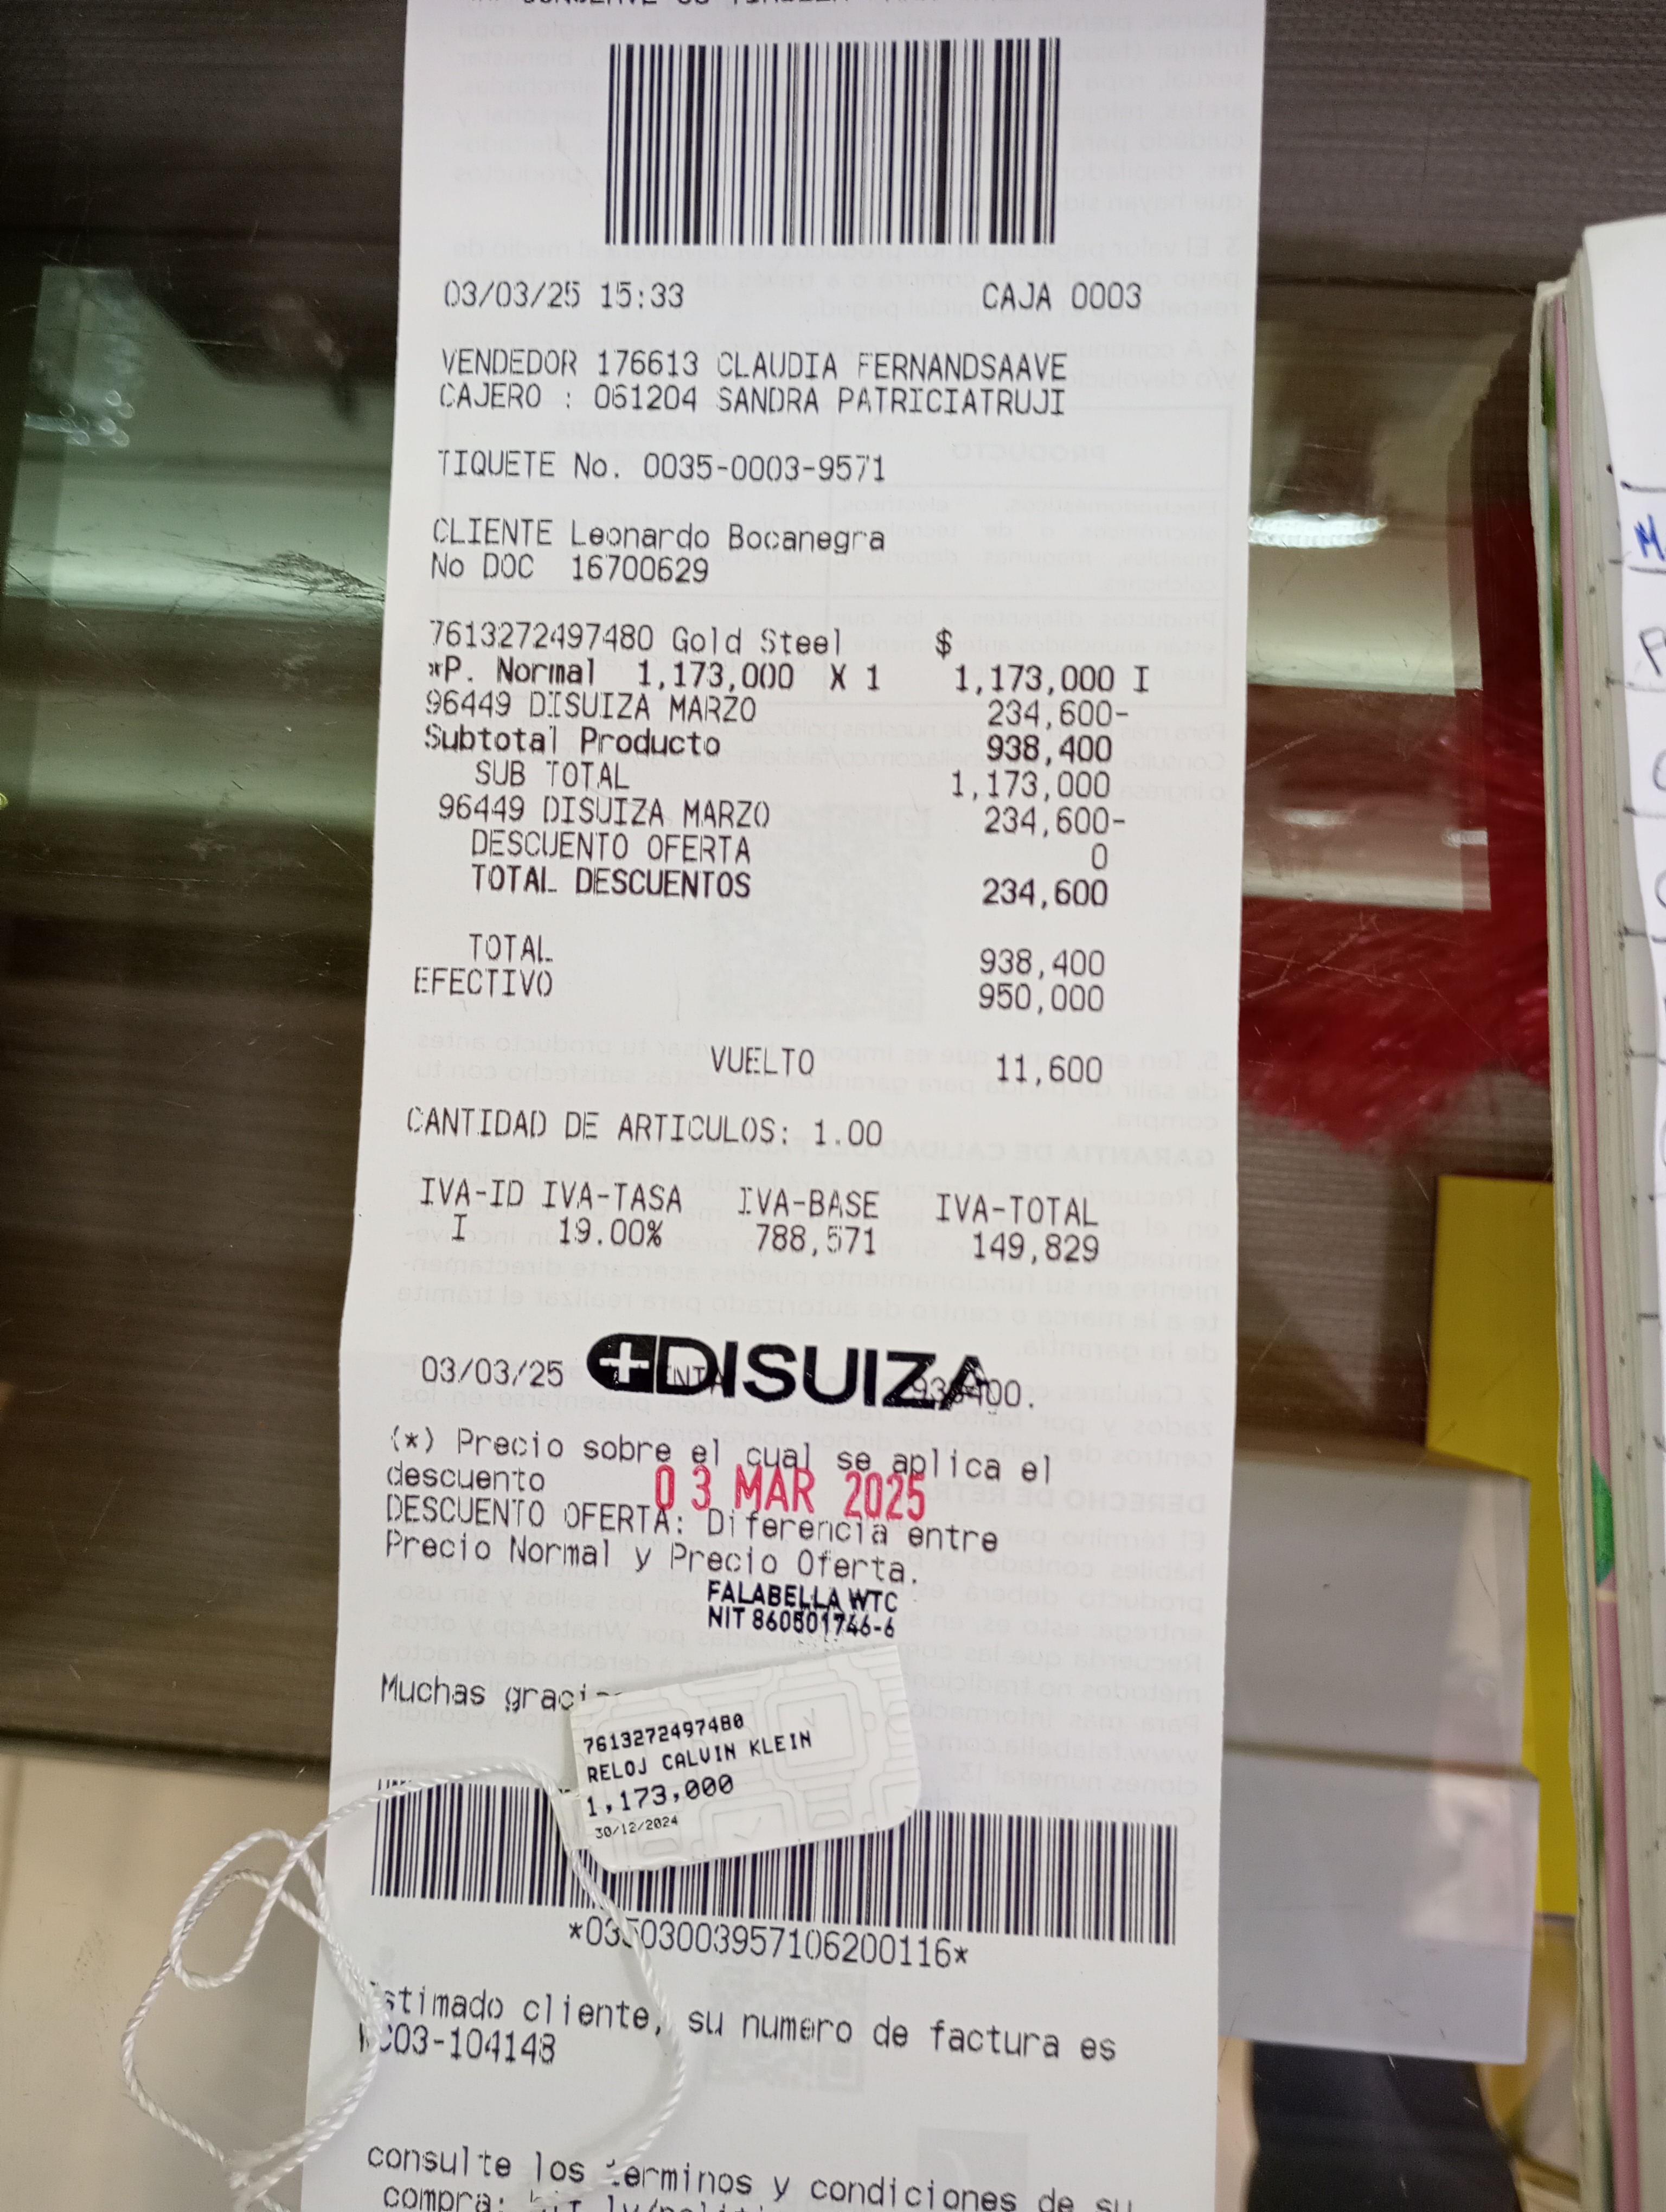 03/03/25 15:33 CAJA 0003
VENDEDOR 176613 CLAUDIA FERNANDSAAVE
CAJERO : 061204 SANDRA PATRICIATRUJI
TIQUETE No. 0035-0003-9571
CLIENTE Leonardo Bocanegra
No DOC 16700629
7613272497480 Gold Steel $
*P. Normal 1,173,000 X 1 1,173,000 I
96449 DISUIZA MARZO 234,600-
Subtotal Producto 938,400
SUB TOTAL 1,173,000
96449 DISUIZA MARZO 234,600-
DESCUENTO OFERTA 0
TOTAL DESCUENTOS 234,600
TOTAL 938,400
EFECTIVO 950,000
VUELTO 11,600
CANTIDAD DE ARTICULOS: 1.00
IVA-ID IVA-TASA IVA-BASE IVA-TOTAL
I 19.00% 788,571 149,829
03/03/25 DISUIZA
(*) Precio sobre el cual se aplica el
descuento
03 MAR 2025
DESCUENTO OFERTA: Diferencia entre
Precio Normal y Precio Oferta.
FALABELLA WTC
NIT 860501746-6
Muchas
7613272497480
RELOJ CALVIN KLEIN
1,173,000
30/12/2024
*035030003957106200116*
su numero de factura es
consulte los y condiciones de su
compra: